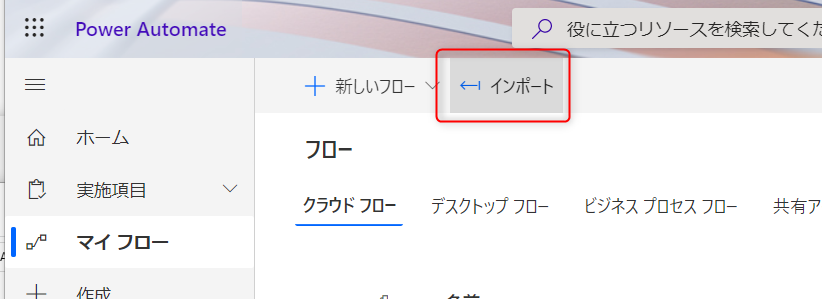 Power Automate
役に立つリソースを検索してくだ
新しいフロー
インポート
ホーム
フロー
実施項目
クラウド フロー
デスクトップ フロー
ビジネス プロセス フロー
共有ア
マイ フロー
作成
名前